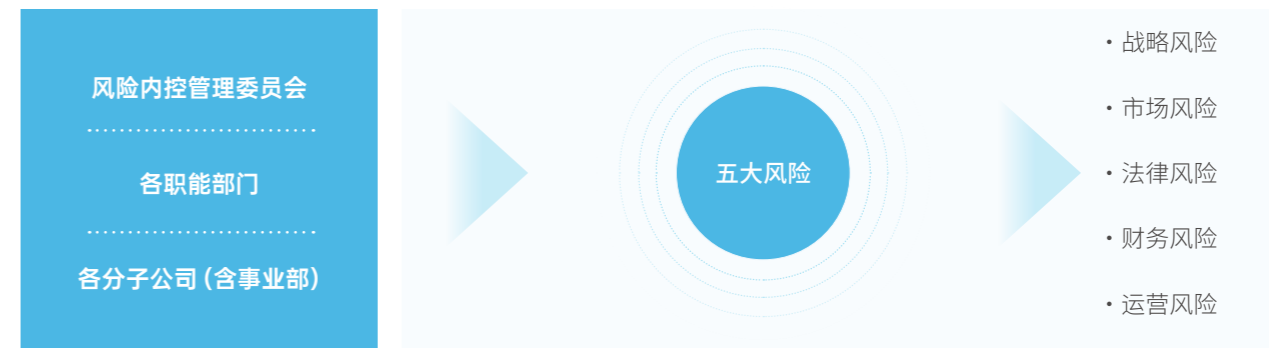 风险内控管理委员会
各职能部门
各分子公司(含事业部)
五大风险
·战略风险
·市场风险
·法律风险
·财务风险
·运营风险